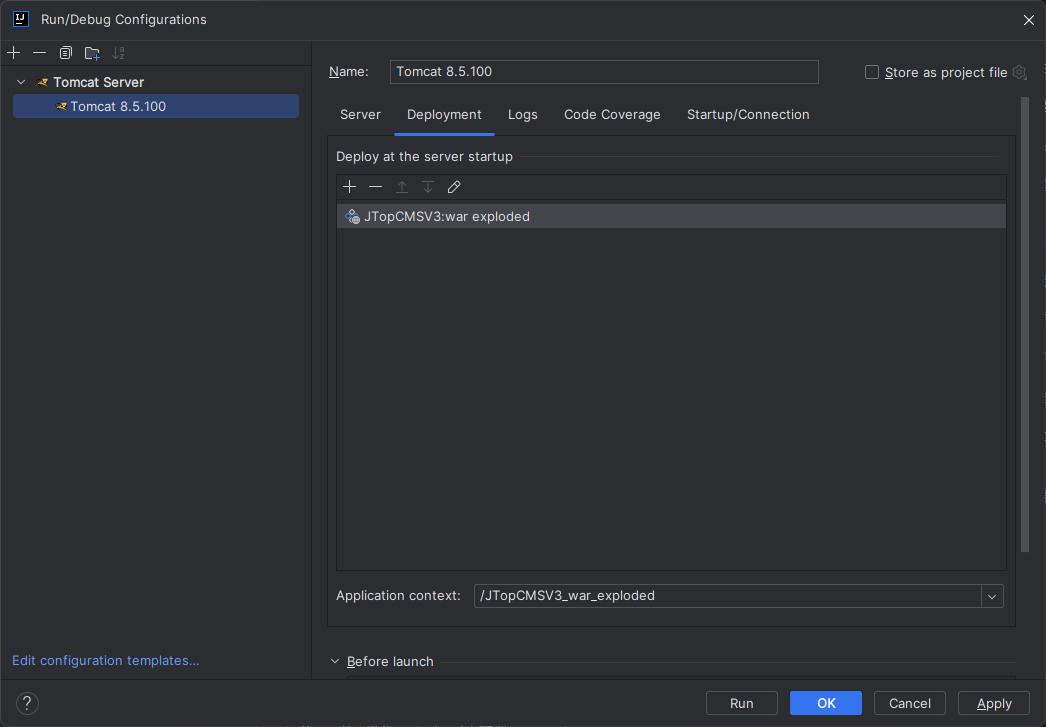 Run/Debug Configurations
Tomcat Server
Tomcat 8.5.100
Edit configuration templates...
Name: Tomcat 8.5.100 Store as project file
Server Deployment Logs Code Coverage Startup/Connection
Deploy at the server startup
JTopCMSV3:war exploded
Application context: /JTopCMSV3_war_exploded
Before launch
? Run OK Cancel Apply